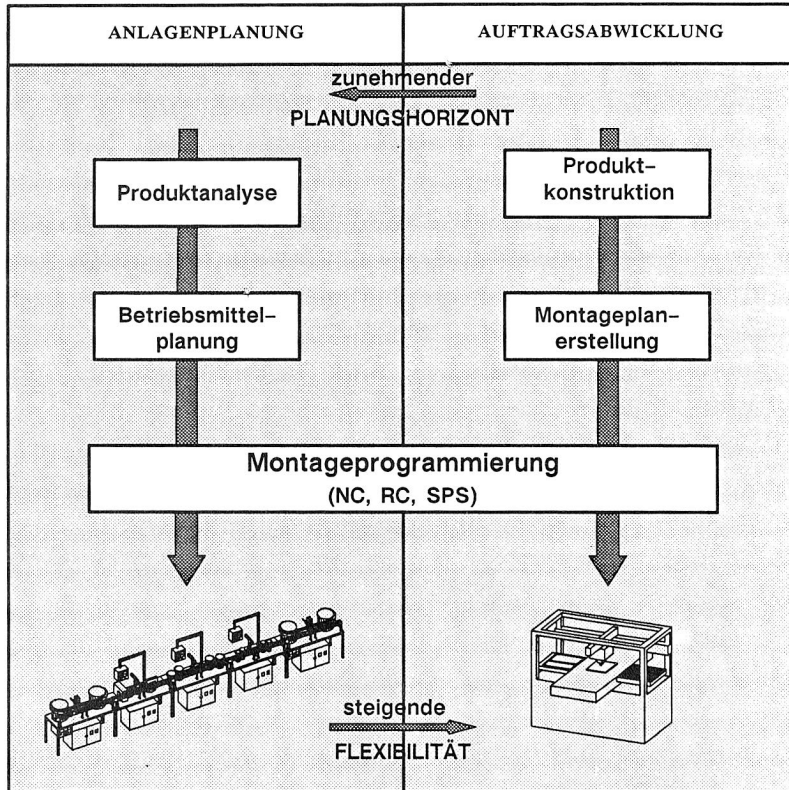 ANLAGENPLANUNG
AUFTRAGSABWICKLUNG
zunehmender
PLANUNGSHORIZONT
Produktanalyse
Produkt–
konstruktion
Betriebsmittel–
planung
Montageplan–
erstellung
Montageprogrammierung
(NC, RC, SPS)
steigende
FLEXIBILITÄT